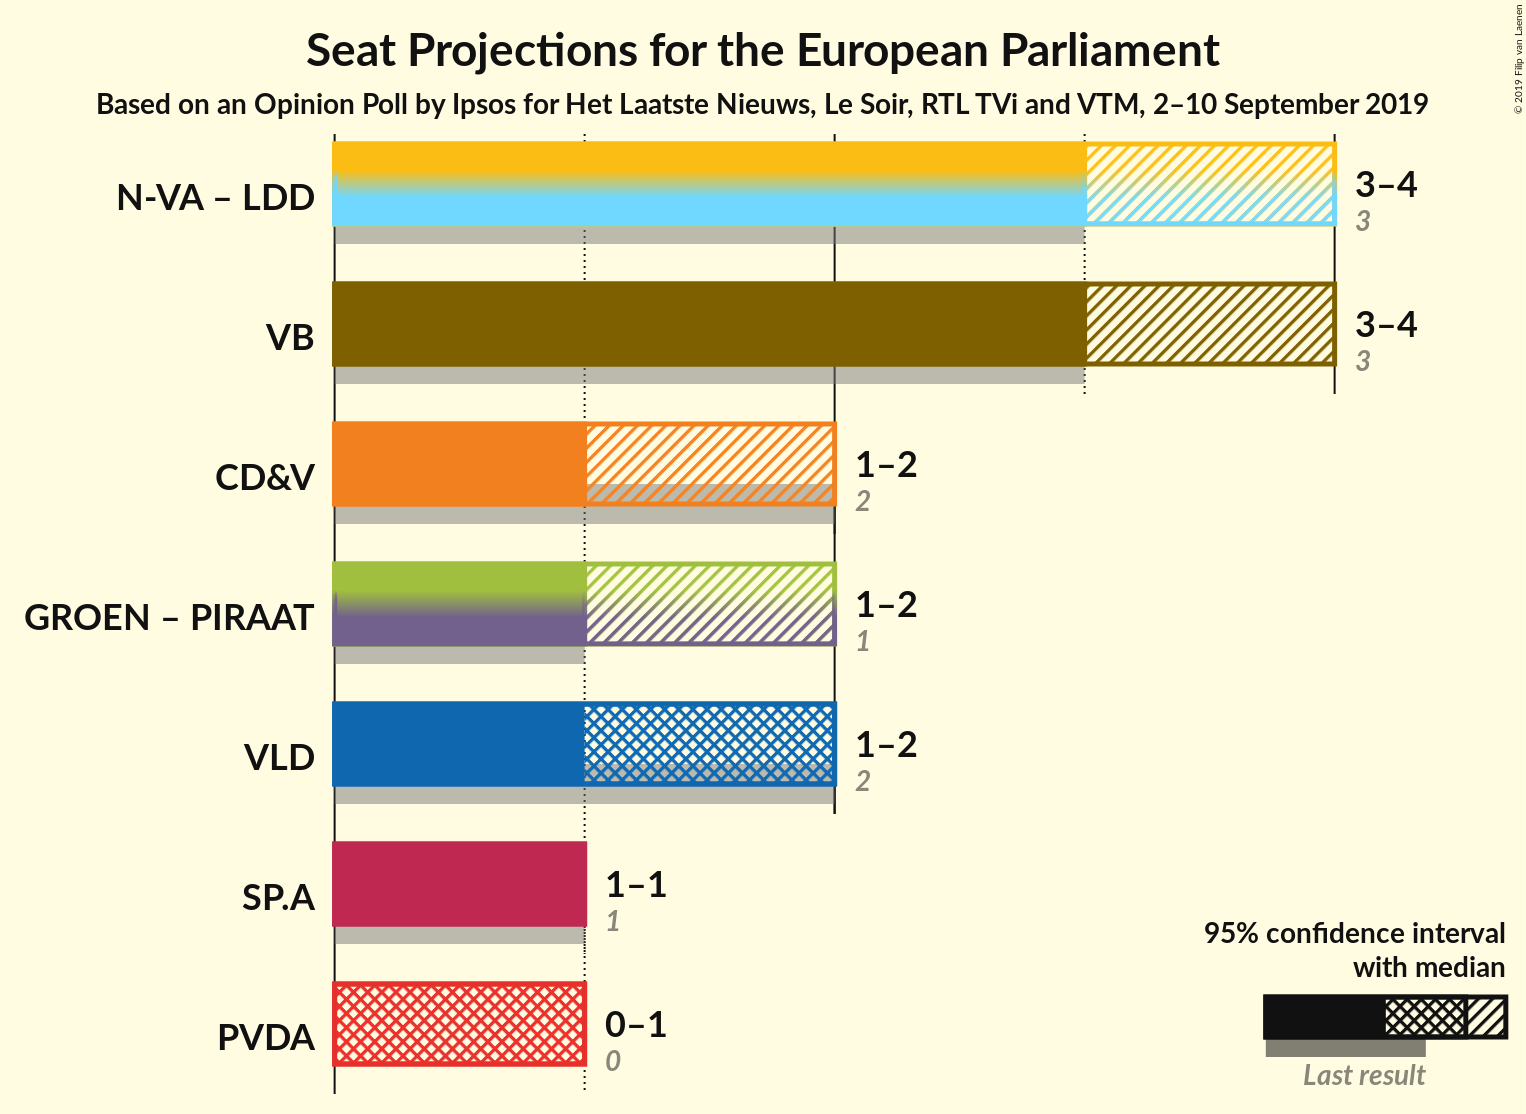 Seat Projections for the European Parliament
Based on an Opinion Poll by Ipsos for Het Laatste Nieuws, Le Soir, RTL TVi and VTM, 2–10 September 2019
© 2019 Filip van Laenen
N-VA – LDD
3–4
3
VB
3–4
3
CD&V
1–2
2
GROEN – PIRAAT
1–2
1
VLD
1–2
2
SP.A
1–1
1
PVDA
0–1
0
95% confidence interval
with median
Last result